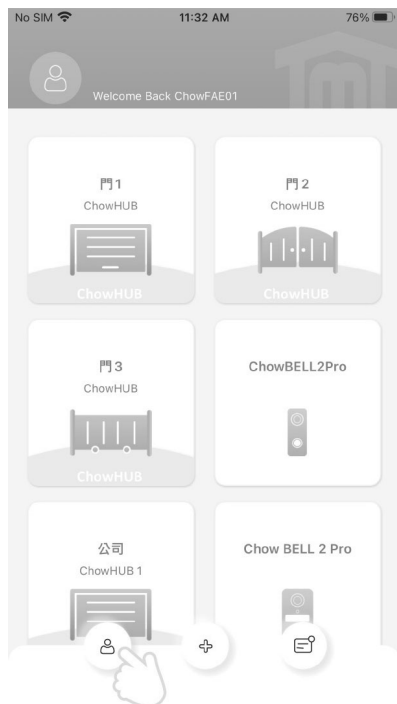 No SIM 11:32 AM 76%
Welcome Back ChowFAE01
門1
ChowHUB
ChowHUB
門2
ChowHUB
ChowHUB
門3
ChowHUB
ChowHUB
ChowBELL2Pro
公司
ChowHUB 1
Chow BELL 2 Pro